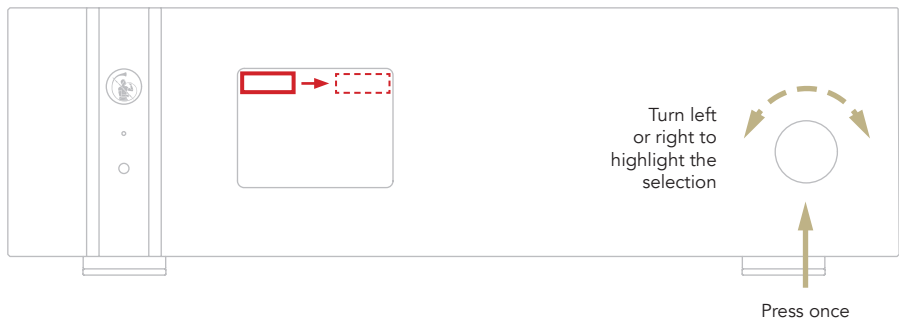 Turn left
or right to
highlight the
selection
Press once